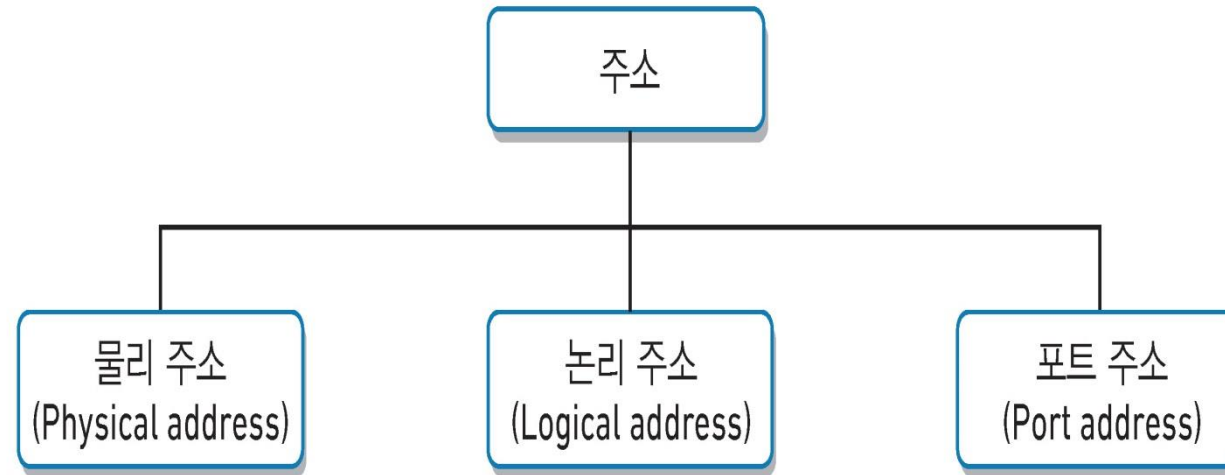 주소
물리 주소
(Physical address)
논리 주소
(Logical address)
포트 주소
(Port address)